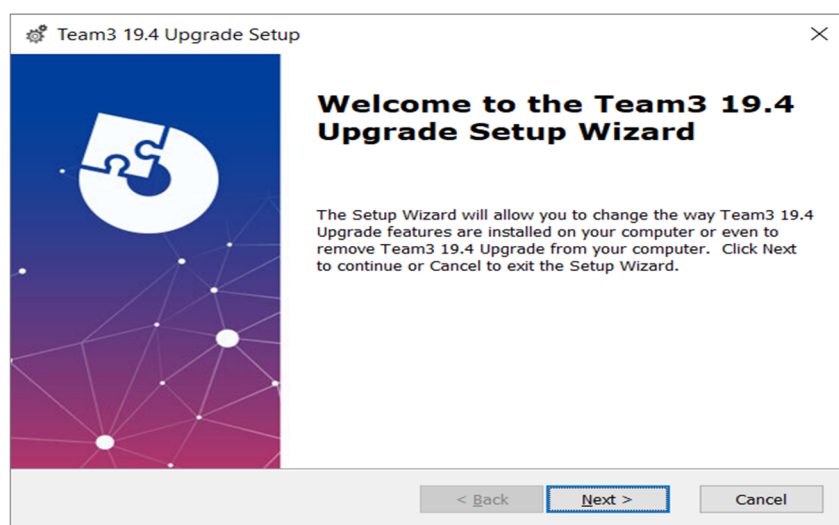 Team3 19.4 Upgrade Setup
Welcome to the Team3 19.4
Upgrade Setup Wizard
The Setup Wizard will allow you to change the way Team3 19.4
Upgrade features are installed on your computer or even to
remove Team3 19.4 Upgrade from your computer.  Click Next
to continue or Cancel to exit the Setup Wizard.
< Back
Next >
Cancel